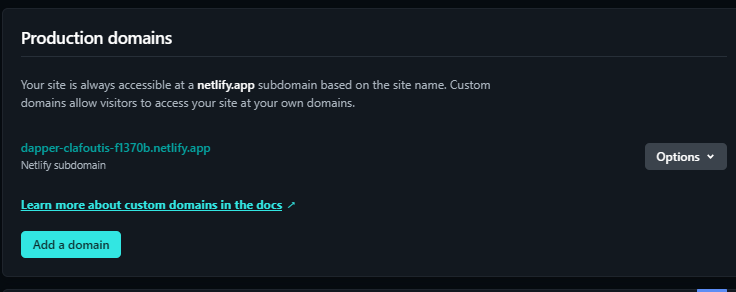 Production domains
Your site is always accessible at a netlify.app subdomain based on the site name. Custom
domains allow visitors to access your site at your own domains.
dapper-clafoutis-f1370b.netlify.app
Netlify subdomain
Options
Learn more about custom domains in the docs ↗
Add a domain